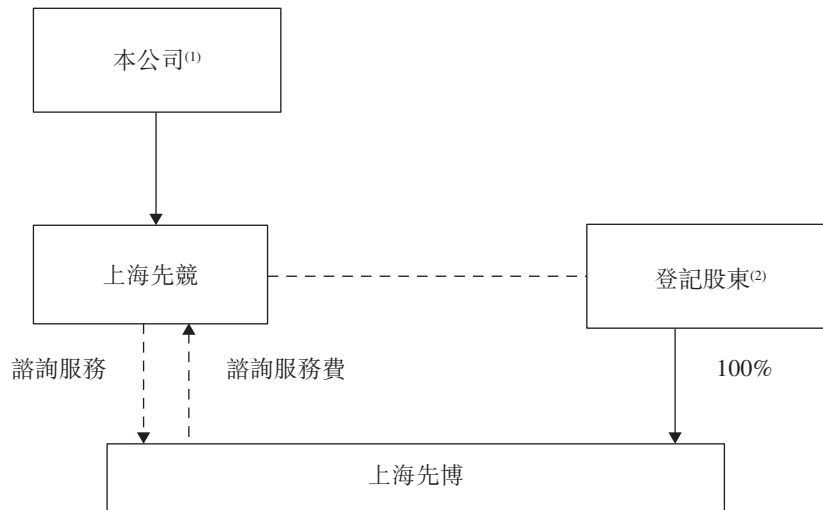 本公司(1)
上海先競
登記股東(2)
諮詢服務
諮詢服務費
100%
上海先博